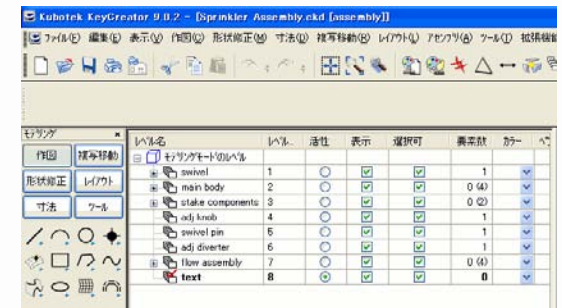 Kubotek KeyCreator 9.0.2 - [Sprinkler Assembly.ckd [assembly]]
ファイル(F) 編集(E) 表示(V) 作図(C) 形状修正(M) 寸法(D) 複写移動(R) レイアウト(L) アセンブリ(A) ツール(T) 拡張機能
モデリング
作図 複写移動
形状修正 レイアウト
寸法 ツール
レベル名 レベル.. 活性 表示 選択可 要素数 カラー
モデリングモードのレベル
swivel 1 1
main body 2 0 (4)
stake components 3 0 (2)
adj knob 4 1
swivel pin 5 1
adj diverter 6 1
flow assembly 7 0 (4)
text 8 0